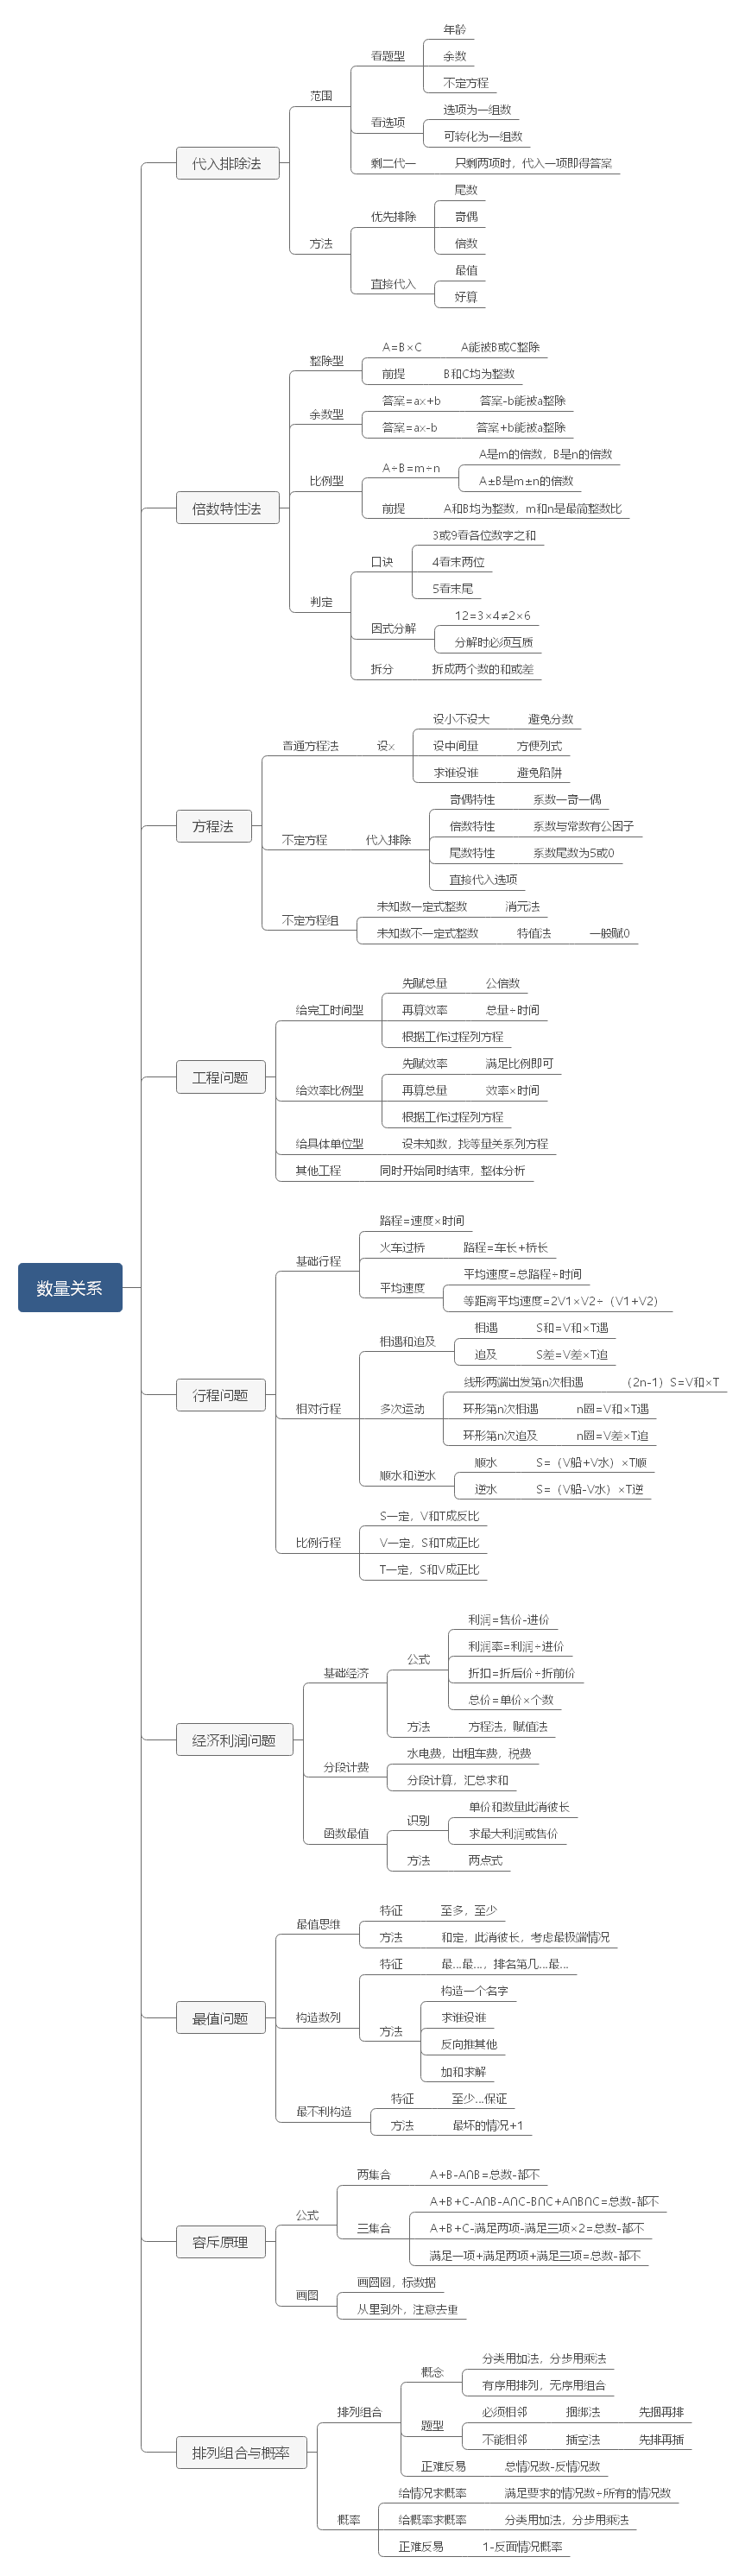 数量关系
代入排除法
范围
看题型
年龄
余数
不定方程
看选项
选项为一组数
可转化为一组数
剩二代一
只剩两项时，代入一项即得答案
方法
优先排除
尾数
奇偶
倍数
直接代入
最值
好算
倍数特性法
整除型
A=B×C
A能被B或C整除
前提
B和C均为整数
余数型
答案=ax+b
答案-b能被a整除
答案=ax-b
答案+b能被a整除
比例型
A÷B=m÷n
A是m的倍数，B是n的倍数
A±B是m±n的倍数
前提
A和B均为整数，m和n是最简整数比
判定
口诀
3或9看各位数字之和
4看末两位
5看末尾
因式分解
12=3×4≠2×6
分解时必须互质
拆分
拆成两个数的和或差
方程法
普通方程法
设x
设小不设大
避免分数
设中间量
方便列式
求谁设谁
避免陷阱
不定方程
代入排除
奇偶特性
系数一奇一偶
倍数特性
系数与常数有公因子
尾数特性
系数尾数为5或0
直接代入选项
不定方程组
未知数一定式整数
消元法
未知数不一定式整数
特值法
一般赋0
工程问题
给完工时间型
先赋总量
公倍数
再算效率
总量÷时间
根据工作过程列方程
给效率比例型
先赋效率
满足比例即可
再算总量
效率×时间
根据工作过程列方程
给具体单位型
设未知数，找等量关系列方程
其他工程
同时开始同时结束，整体分析
行程问题
基础行程
路程=速度×时间
火车过桥
路程=车长+桥长
平均速度
平均速度=总路程÷时间
等距离平均速度=2V1×V2÷（V1+V2）
相对行程
相遇和追及
相遇
S和=V和×T遇
追及
S差=V差×T追
多次运动
线形两端出发第n次相遇
（2n-1）S=V和×T
环形第n次相遇
n圈=V和×T遇
环形第n次追及
n圈=V差×T追
顺水和逆水
顺水
S=（V船+V水）×T顺
逆水
S=（V船-V水）×T逆
比例行程
S一定，V和T成反比
V一定，S和T成正比
T一定，S和V成正比
经济利润问题
基础经济
公式
利润=售价-进价
利润率=利润÷进价
折扣=折后价÷折前价
总价=单价×个数
方法
方程法，赋值法
分段计费
水电费，出租车费，税费
分段计算，汇总求和
函数最值
识别
单价和数量此消彼长
求最大利润或售价
方法
两点式
最值问题
最值思维
特征
至多，至少
方法
和定，此消彼长，考虑最极端情况
构造数列
特征
最...最...，排名第几...最...
方法
构造一个名字
求谁设谁
反向推其他
加和求解
最不利构造
特征
至少...保证
方法
最坏的情况+1
容斥原理
公式
两集合
A+B-A∩B=总数-都不
三集合
A+B+C-A∩B-A∩C-B∩C+A∩B∩C=总数-都不
A+B+C-满足两项-满足三项×2=总数-都不
满足一项+满足两项+满足三项=总数-都不
画图
画圆圈，标数据
从里到外，注意去重
排列组合与概率
排列组合
概念
分类用加法，分步用乘法
有序用排列，无序用组合
题型
必须相邻
捆绑法
先捆再排
不能相邻
插空法
先排再插
正难反易
总情况数-反情况数
概率
给情况求概率
满足要求的情况数÷所有的情况数
给概率求概率
分类用加法，分步用乘法
正难反易
1-反面情况概率